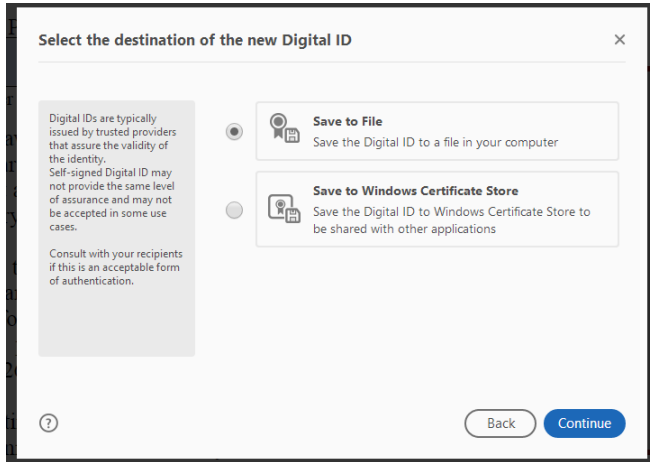 Select the destination of the new Digital ID
Digital IDs are typically
issued by trusted providers
that assure the validity of
the identity.
Self-signed Digital ID may
not provide the same level
of assurance and may not
be accepted in some use
cases.
Consult with your recipients
if this is an acceptable form
of authentication.
Save to File
Save the Digital ID to a file in your computer
Save to Windows Certificate Store
Save the Digital ID to Windows Certificate Store to
be shared with other applications
?
Back
Continue